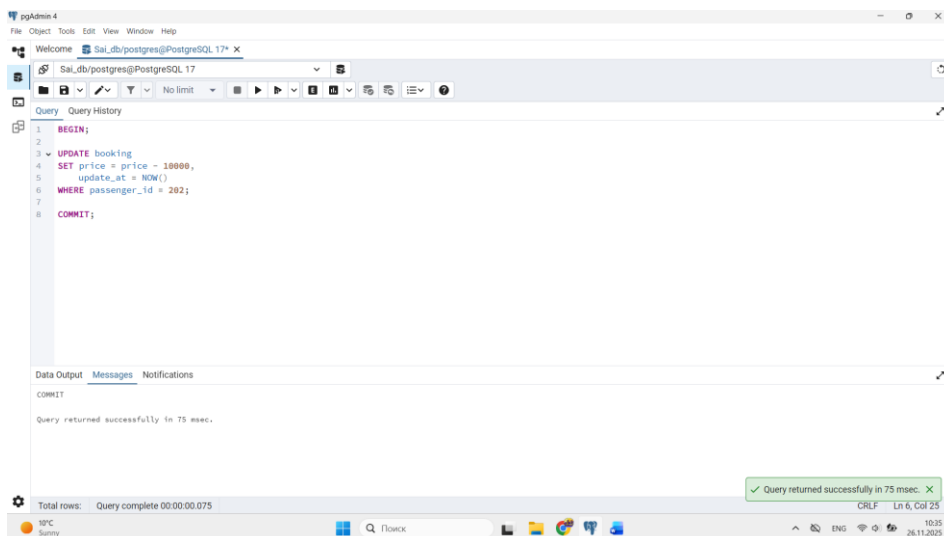 pgAdmin 4
File Object Tools Edit View Window Help
Welcome Sai_db/postgres@PostgreSQL 17*
Sai_db/postgres@PostgreSQL 17
No limit
Query Query History
1 BEGIN;
2
3 UPDATE booking
4 SET price = price - 10000,
5 update_at = NOW()
6 WHERE passenger_id = 202;
7
8 COMMIT;
Data Output Messages Notifications
COMMIT
Query returned successfully in 75 msec.
Query returned successfully in 75 msec.
Total rows: Query complete 00:00:00.075 CRLF Ln 6, Col 25
10°C
Sunny
Поиск
ENG
10:35
26.11.2025